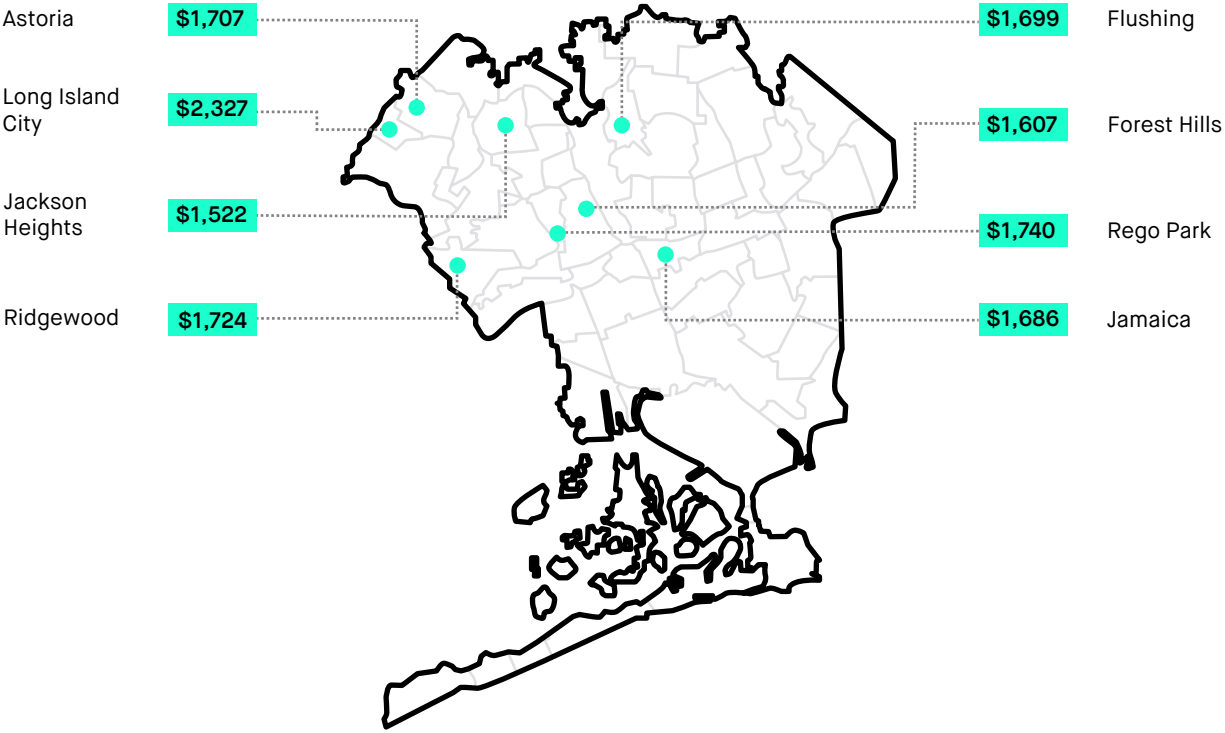 Astoria
$1,707
Long Island
City
$2,327
Jackson
Heights
$1,522
Ridgewood
$1,724
$1,699
Flushing
$1,607
Forest Hills
$1,740
Rego Park
$1,686
Jamaica